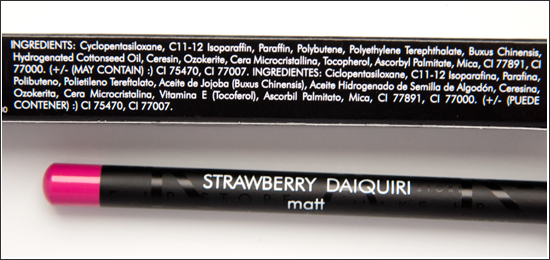 INGREDIENTS: Cyclopentasiloxane, C11-12 Isoparaffin, Paraffin, Polybutene, Polyethylene Terephthalate, Buxus Chinensis,
Hydrogenated Cottonseed Oil, Ceresin, Ozokerite, Cera Microcristallina, Tocopherol, Ascorbyl Palmitate, Mica, CI 77891, CI
77000. (+/- (MAY CONTAIN) :) CI 75470, CI 77007. INGREDIENTES: Ciclopentasiloxane, C11-12 Isoparafina, Parafina,
Polibuteno, Polietileno Tereftalato, Aceite de Jojoba (Buxus Chinensis), Aceite Hidrogenado de Semilla de Algodón, Ceresina,
Ozokerita, Cera Microcristalina, Vitamina E (Tocoferol), Ascorbil Palmitato, Mica, CI 77891, CI 77000. (+/- (PUEDE
CONTENER) :) CI 75470, CI 77007.
STRAWBERRY DAIQUIRI
matt